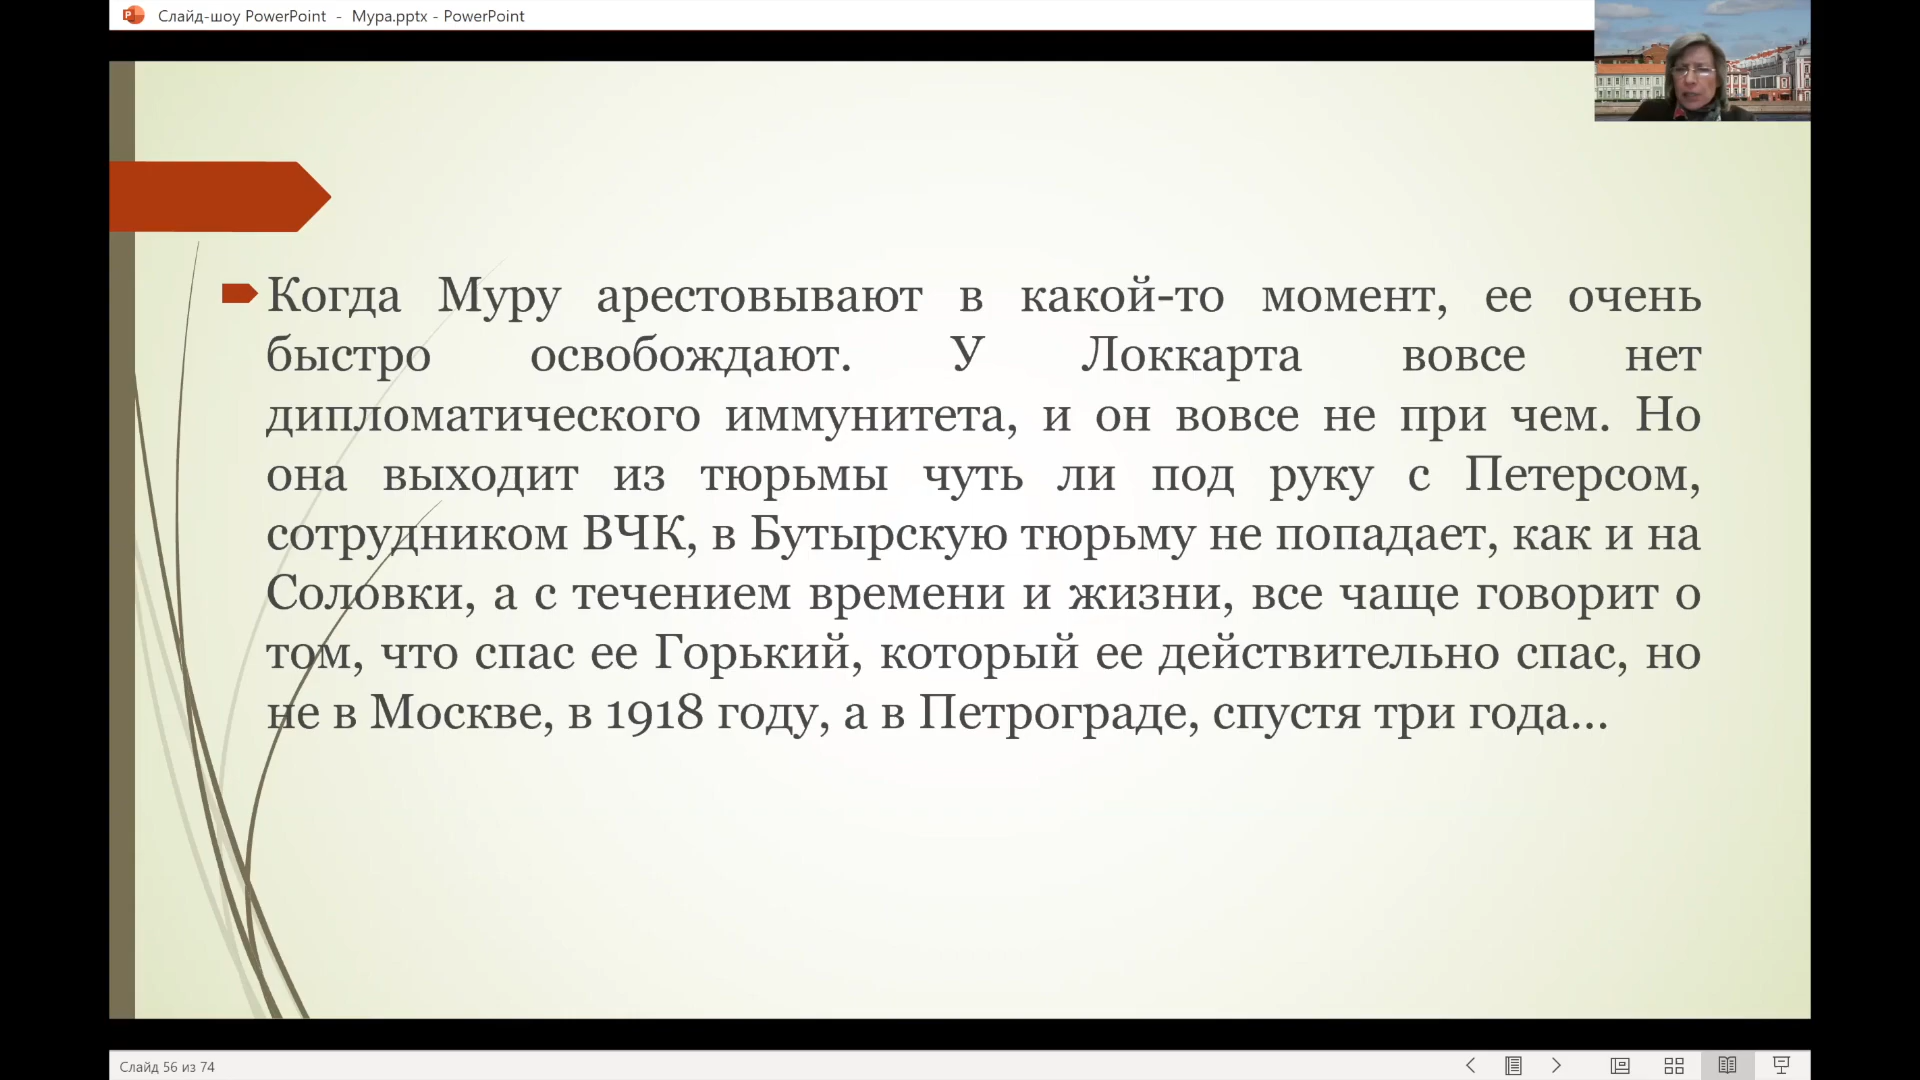 Слайд-шоу PowerPoint - Мура.pptx - PowerPoint
Когда Муру арестовывают в какой-то момент, ее очень
быстро освобождают. У Локкарта вовсе нет
дипломатического иммунитета, и он вовсе не при чем. Но
она выходит из тюрьмы чуть ли под руку с Петерсом,
сотрудником ВЧК, в Бутырскую тюрьму не попадает, как и на
Соловки, а с течением времени и жизни, все чаще говорит о
том, что спас ее Горький, который ее действительно спас, но
не в Москве, в 1918 году, а в Петрограде, спустя три года...
Слайд 56 из 74